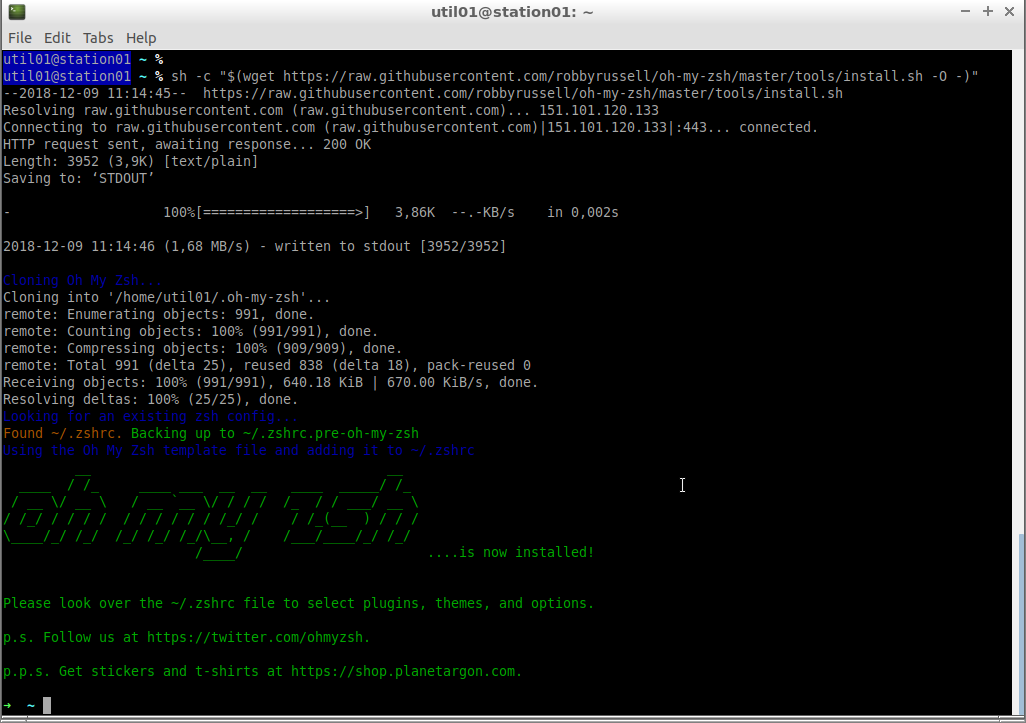 util01@station01: ~
File Edit Tabs Help
util01@station01 ~ %
util01@station01 ~ % sh -c "$(wget https://raw.githubusercontent.com/robbyrussell/oh-my-zsh/master/tools/install.sh -O -)"
--2018-12-09 11:14:45--  https://raw.githubusercontent.com/robbyrussell/oh-my-zsh/master/tools/install.sh
Resolving raw.githubusercontent.com (raw.githubusercontent.com)... 151.101.120.133
Connecting to raw.githubusercontent.com (raw.githubusercontent.com)|151.101.120.133|:443... connected.
HTTP request sent, awaiting response... 200 OK
Length: 3952 (3,9K) [text/plain]
Saving to: ‘STDOUT’
-                   100%[===================>]   3,86K  --.-KB/s    in 0,002s
2018-12-09 11:14:46 (1,68 MB/s) - written to stdout [3952/3952]
Cloning Oh My Zsh...
Cloning into '/home/util01/.oh-my-zsh'...
remote: Enumerating objects: 991, done.
remote: Counting objects: 100% (991/991), done.
remote: Compressing objects: 100% (909/909), done.
remote: Total 991 (delta 25), reused 838 (delta 18), pack-reused 0
Receiving objects: 100% (991/991), 640.18 KiB | 670.00 KiB/s, done.
Resolving deltas: 100% (25/25), done.
Looking for an existing zsh config...
Found ~/.zshrc. Backing up to ~/.zshrc.pre-oh-my-zsh
Using the Oh My Zsh template file and adding it to ~/.zshrc
oh my zsh
....is now installed!
Please look over the ~/.zshrc file to select plugins, themes, and options.
p.s. Follow us at https://twitter.com/ohmyzsh.
p.p.s. Get stickers and t-shirts at https://shop.planetargon.com.
➜  ~